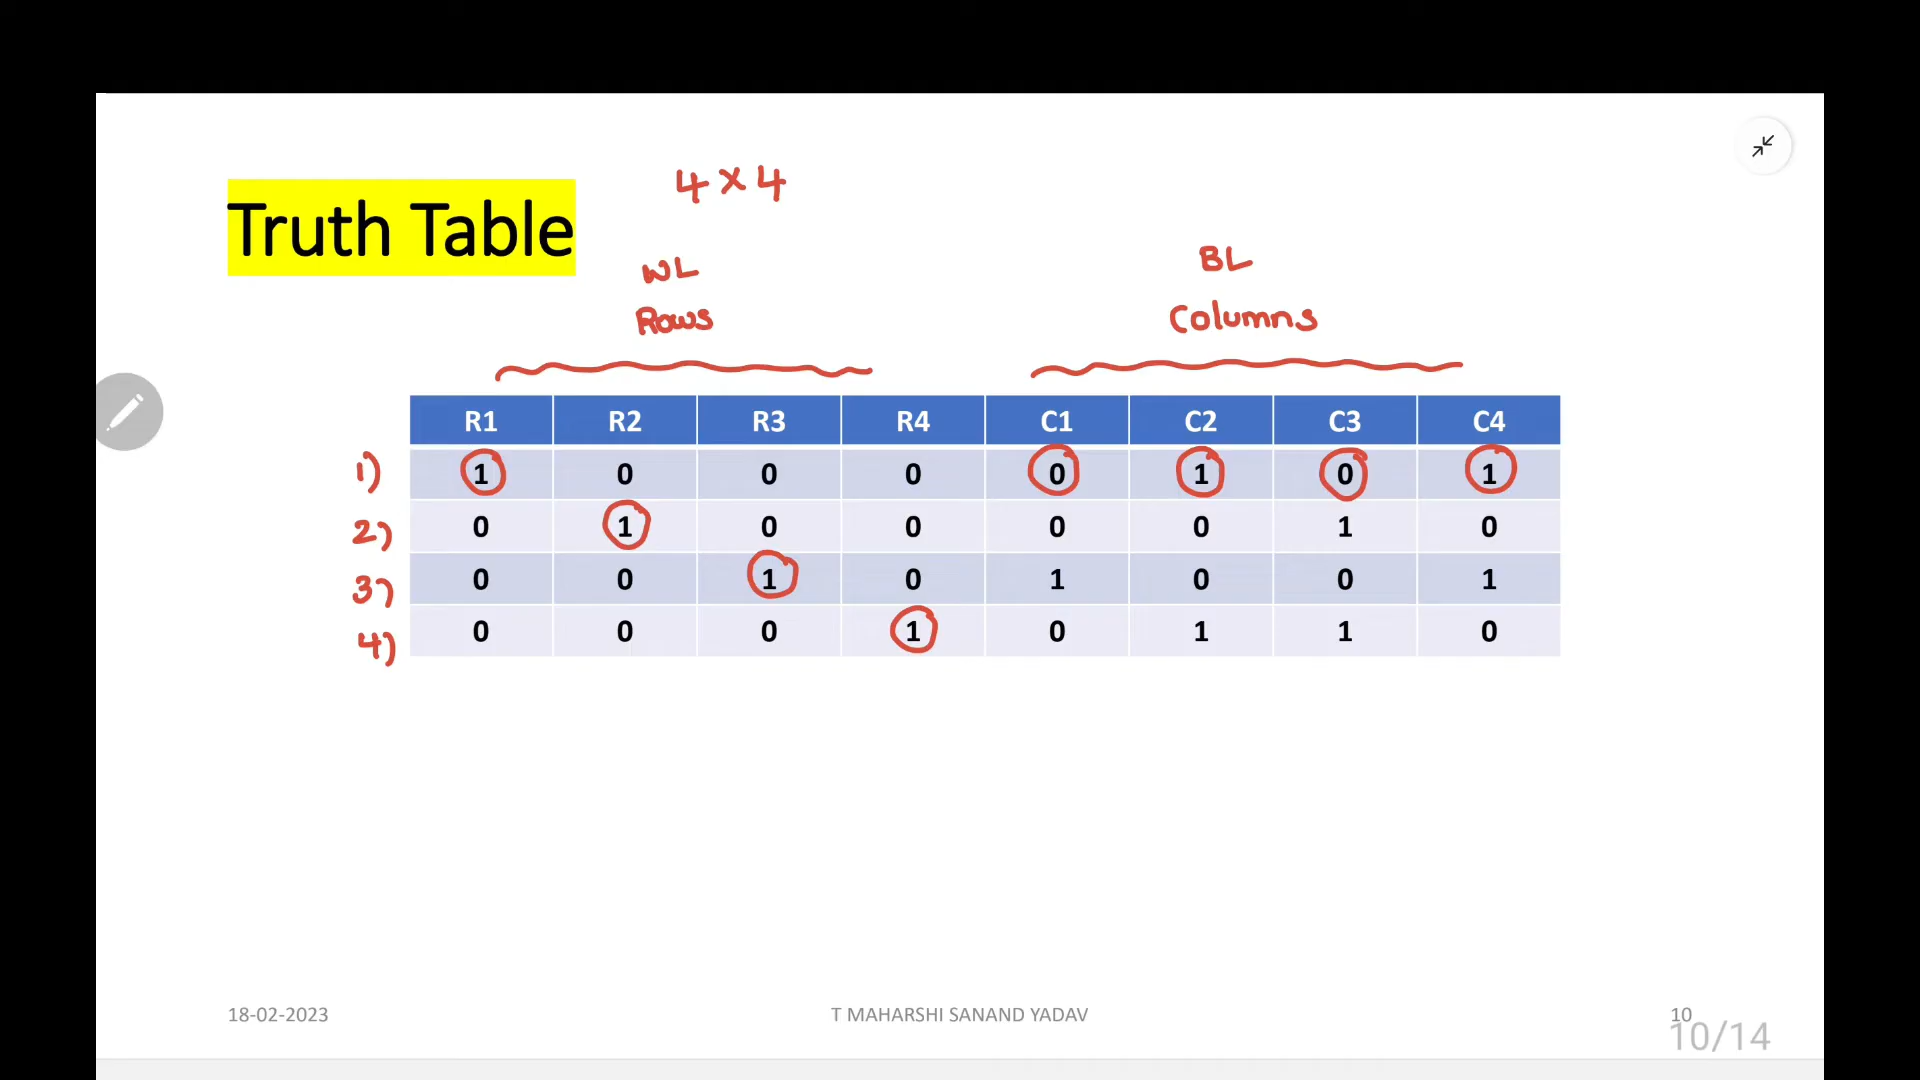 4 × 4
Truth Table
WL
BL
Rows
Columns
R1 R2 R3 R4 C1 C2 C3 C4
1) 1 0 0 0 0 1 0 1
2) 0 1 0 0 0 0 1 0
3) 0 0 1 0 1 0 0 1
4) 0 0 0 1 0 1 1 0
18-02-2023 T MAHARSHI SANAND YADAV 10
10/14